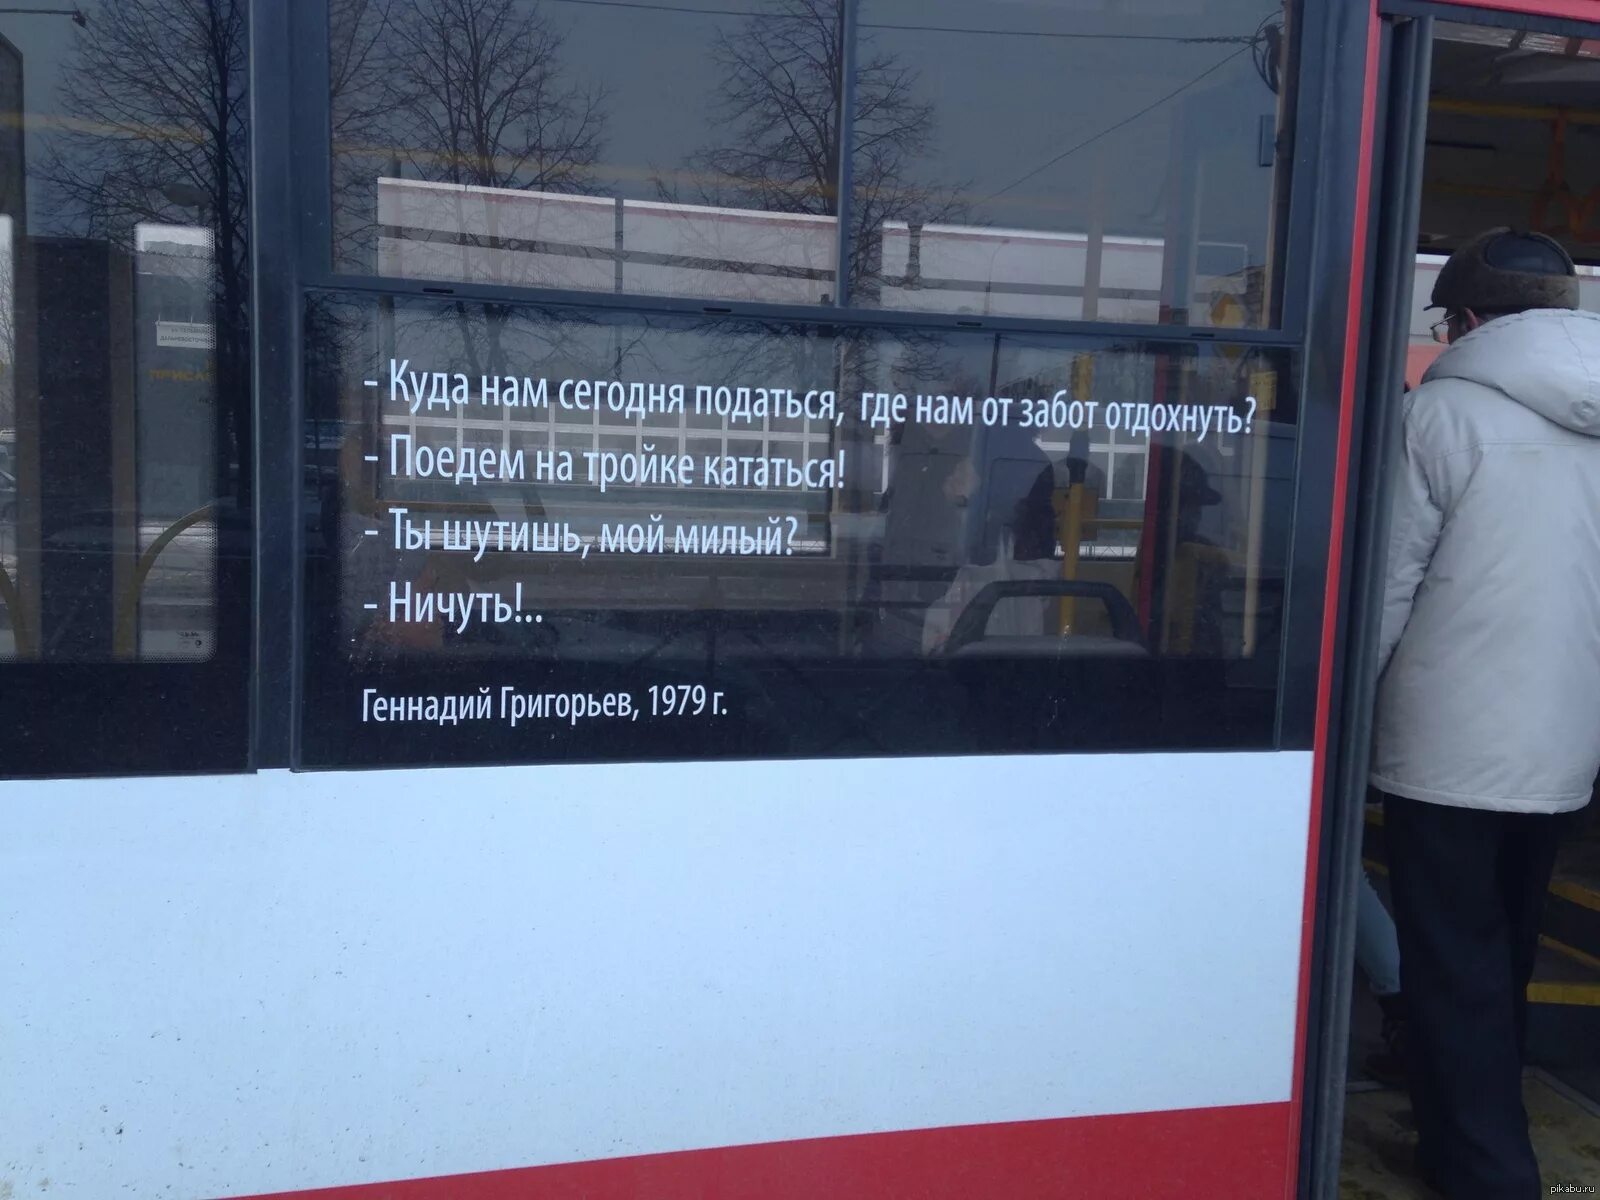 - Куда нам сегодня податься, где нам от забот отдохнуть?
- Поедем на тройке кататься!
- Ты шутишь, мой милый?
- Ничуть!..
Геннадий Григорьев, 1979 г.
pikabu.ru